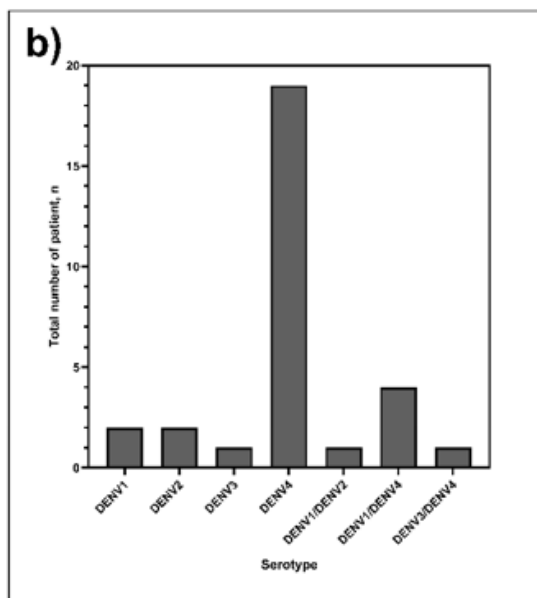 b)
20
15
10
5
0
Total number of patient, n
DENV1
DENV2
DENV3
DENV4
DENV1/DENV2
DENV1/DENV4
DENV3/DENV4
Serotype